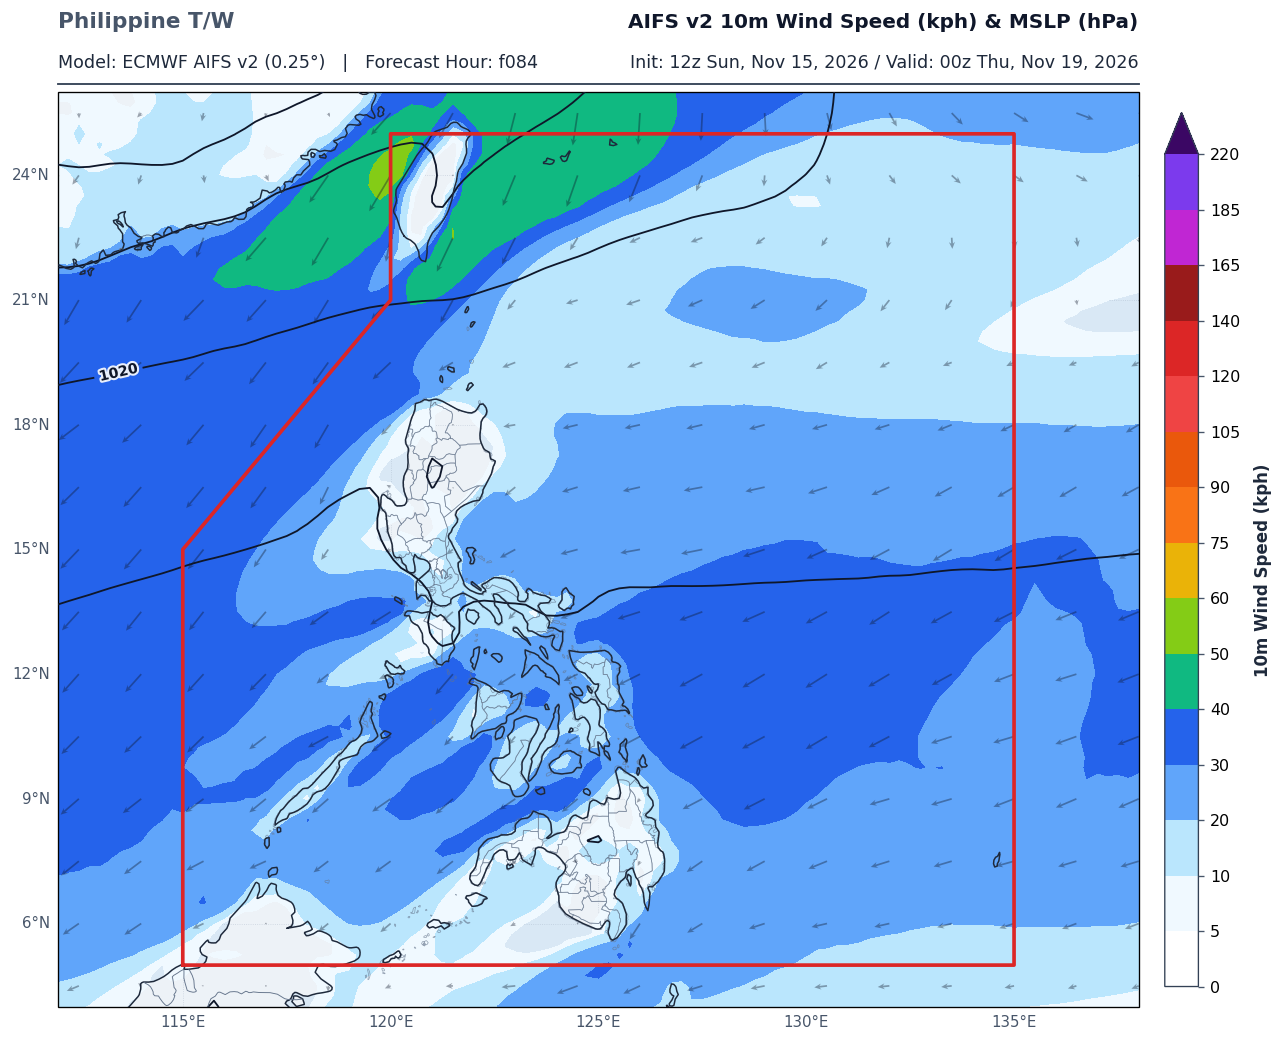 Philippine T/W
AIFS v2 10m Wind Speed (kph) & MSLP (hPa)
Model: ECMWF AIFS v2 (0.25°) | Forecast Hour: f084
Init: 12z Sun, Nov 15, 2026 / Valid: 00z Thu, Nov 19, 2026
24°N
21°N
18°N
15°N
12°N
9°N
6°N
1020
115°E
120°E
125°E
130°E
135°E
220
185
165
140
120
105
90
75
60
50
40
30
20
10
5
0
10m Wind Speed (kph)